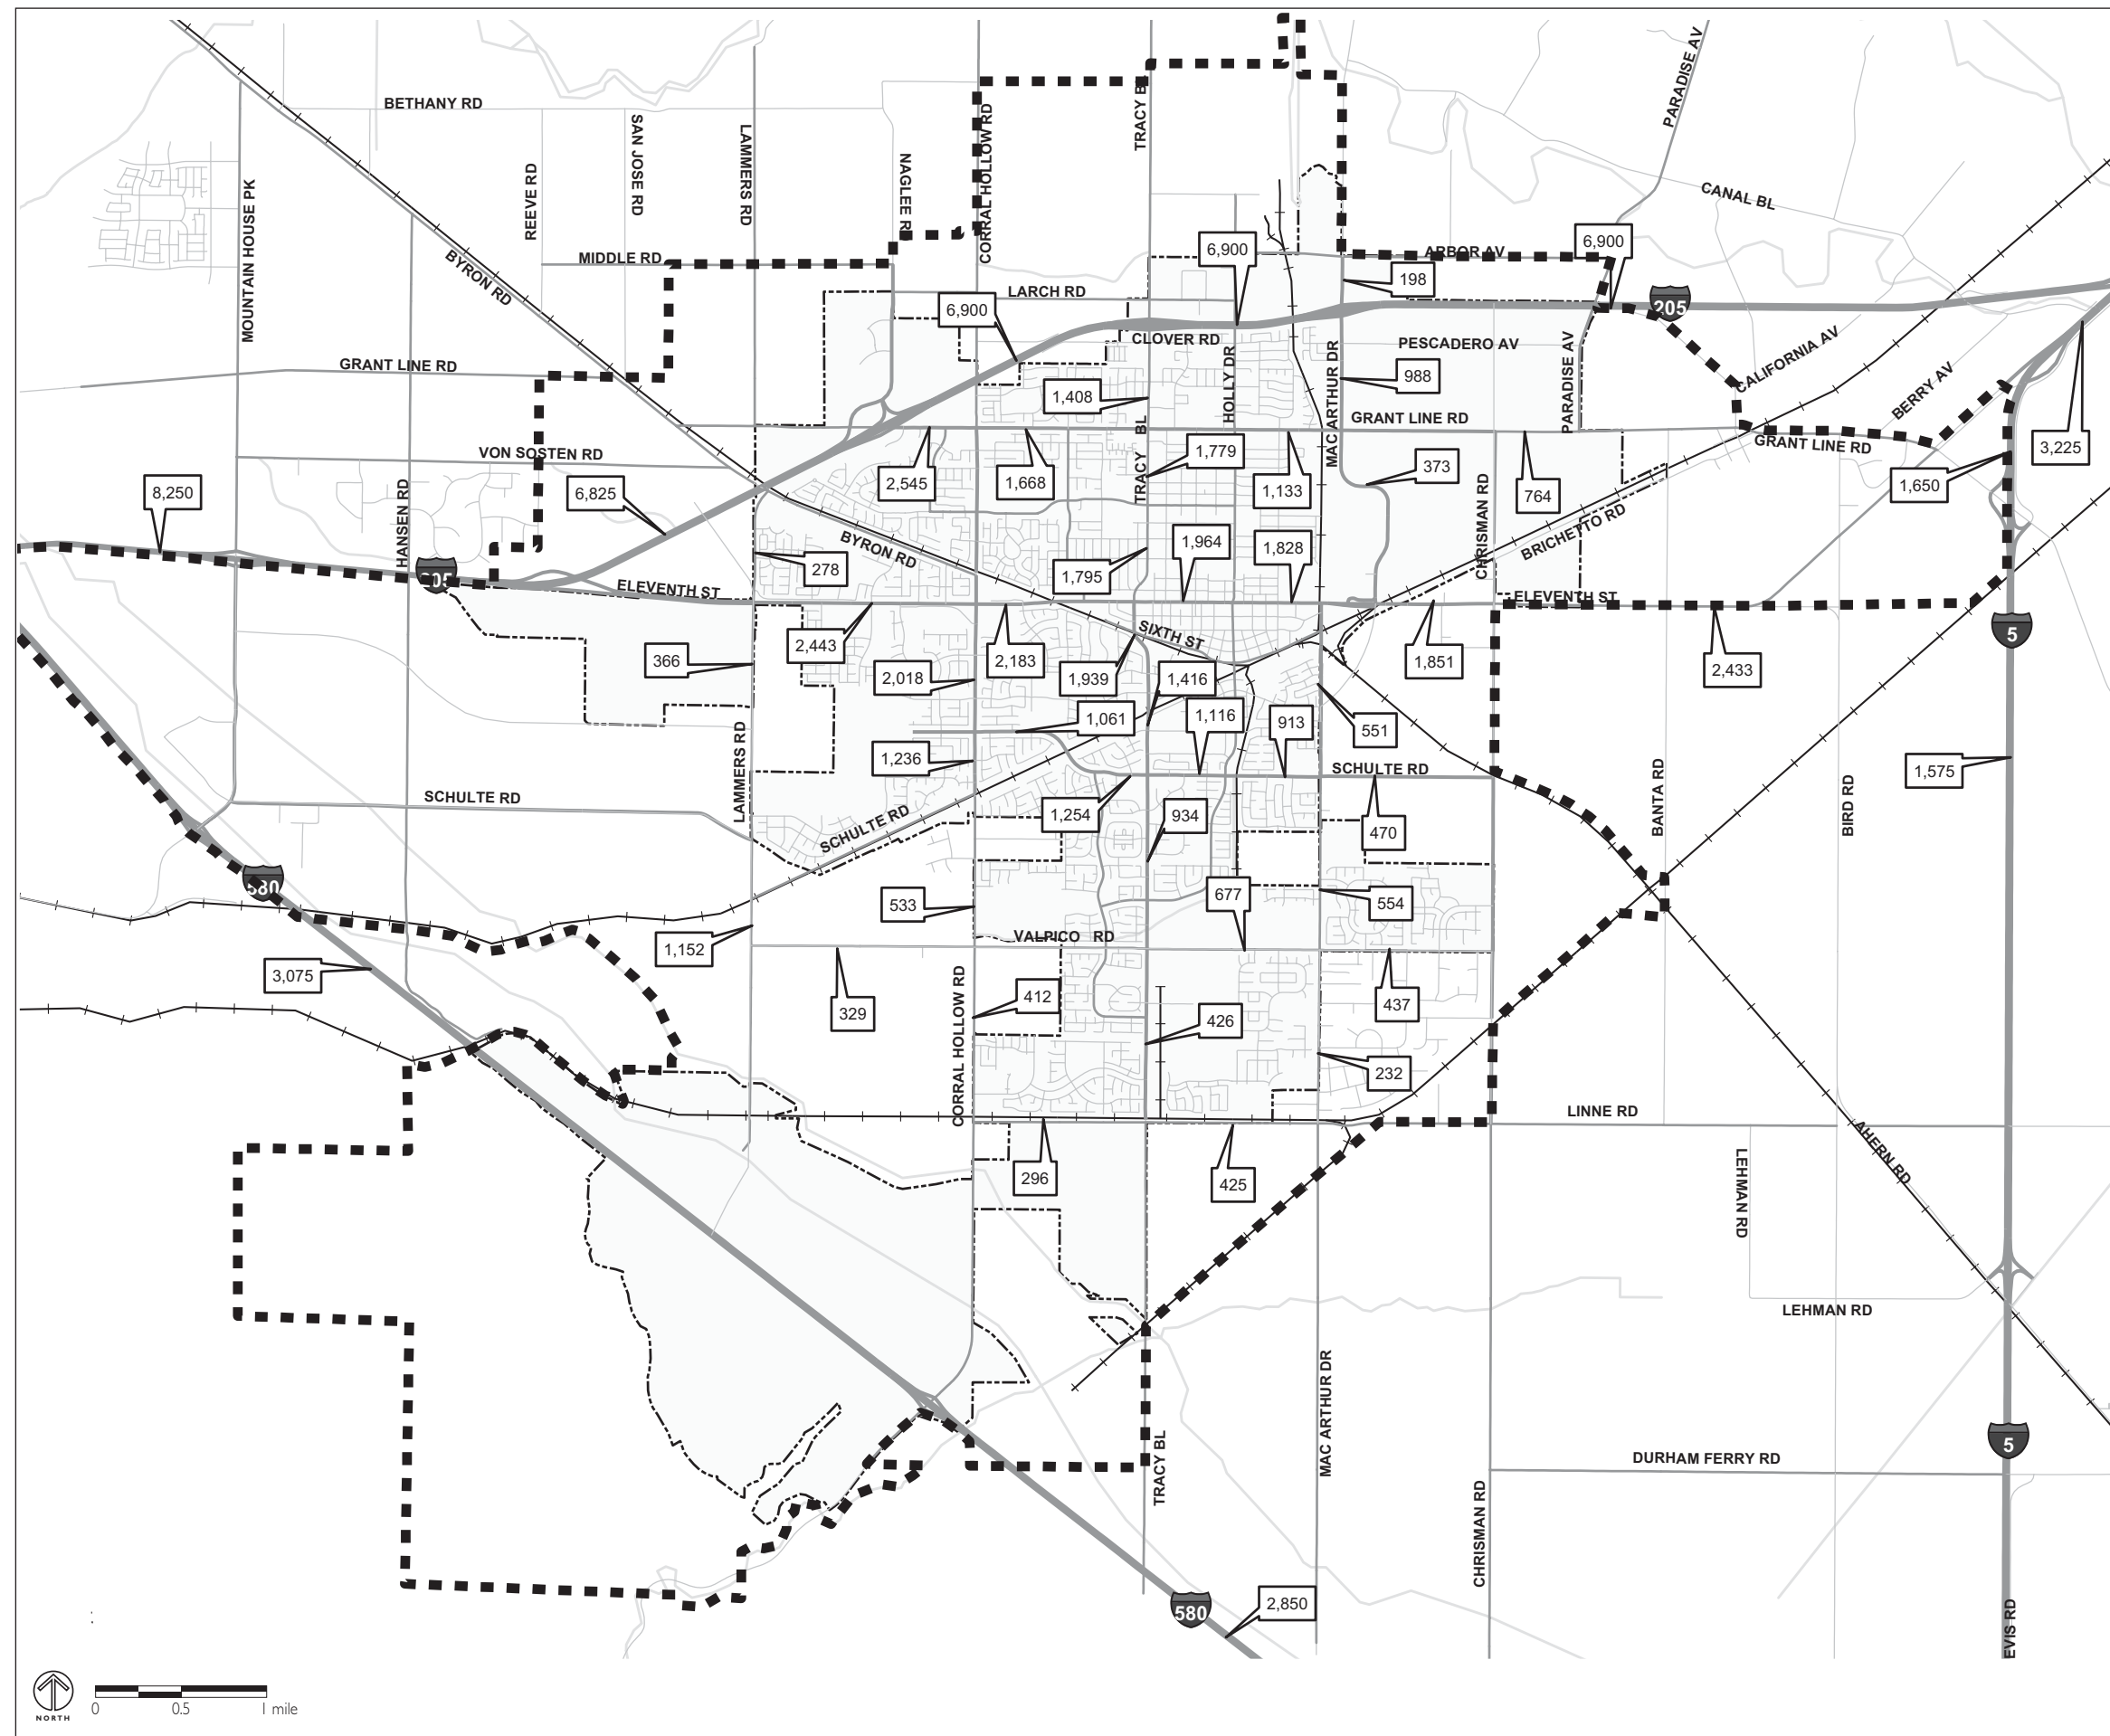 PARADISE AV
BETHANY RD
TRACY B
CORRAL HOLLOW RD
SAN JOSE RD
LAMMERS RD
NAGLEE R
REEVE RD
MOUNTAIN HOUSE PK
CANAL BL
BYRON RD
MIDDLE RD
6,900
6,900
ARBOR AV
198
LARCH RD
6,900
205
CLOVER RD
PESCADERO AV
CALIFORNIA AV
GRANT LINE RD
HOLLY DR
MAC ARTHUR DR
PARADISE AV
988
BERRY AV
1,408
TRACY BL
GRANT LINE RD
GRANT LINE RD
3,225
VON SOSTEN RD
1,779
373
8,250
6,825
2,545
1,668
1,133
764
1,650
HANSEN RD
CHRISMAN RD
BRICHETTO RD
BYRON RD
1,964
1,828
278
1,795
205
ELEVENTH ST
ELEVENTH ST
SIXTH ST
5
2,443
366
2,183
2,018
1,939
1,416
1,851
2,433
1,061
1,116
913
551
LAMMERS RD
1,236
SCHULTE RD
1,575
BANTA RD
BIRD RD
SCHULTE RD
SCHULTE RD
1,254
934
470
580
533
677
554
VALPICO RD
1,152
3,075
329
412
CORRAL HOLLOW RD
437
426
232
LINNE RD
AHERN RD
LEHMAN RD
296
425
LEHMAN RD
MAC ARTHUR DR
TRACY BL
5
DURHAM FERRY RD
CHRISMAN RD
580
2,850
EVIS RD
NORTH
0
0.5
1 mile